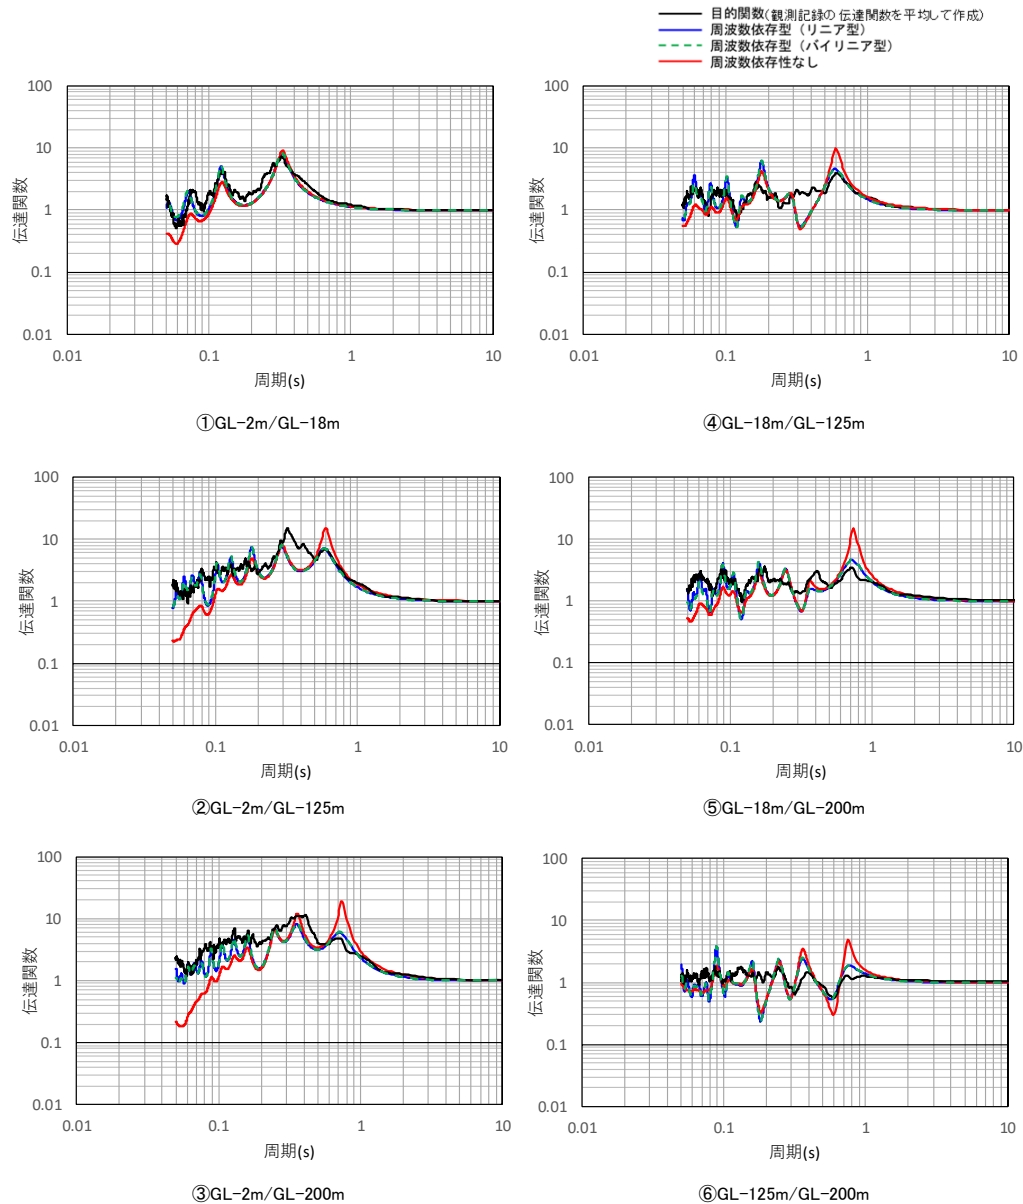 目的関数(観測記録の伝達関数を平均して作成)
周波数依存型（リニア型）
周波数依存型（バイリニア型）
周波数依存性なし
100
10
1
0.1
0.01
伝達関数
0.01 0.1 1 10
周期(s)
①GL-2m/GL-18m
100
10
1
0.1
0.01
伝達関数
0.01 0.1 1 10
周期(s)
④GL-18m/GL-125m
100
10
1
0.1
0.01
伝達関数
0.01 0.1 1 10
周期(s)
②GL-2m/GL-125m
100
10
1
0.1
0.01
伝達関数
0.01 0.1 1 10
周期(s)
⑤GL-18m/GL-200m
100
10
1
0.1
0.01
伝達関数
0.01 0.1 1 10
周期(s)
③GL-2m/GL-200m
100
10
1
0.1
0.01
伝達関数
0.01 0.1 1 10
周期(s)
⑥GL-125m/GL-200m